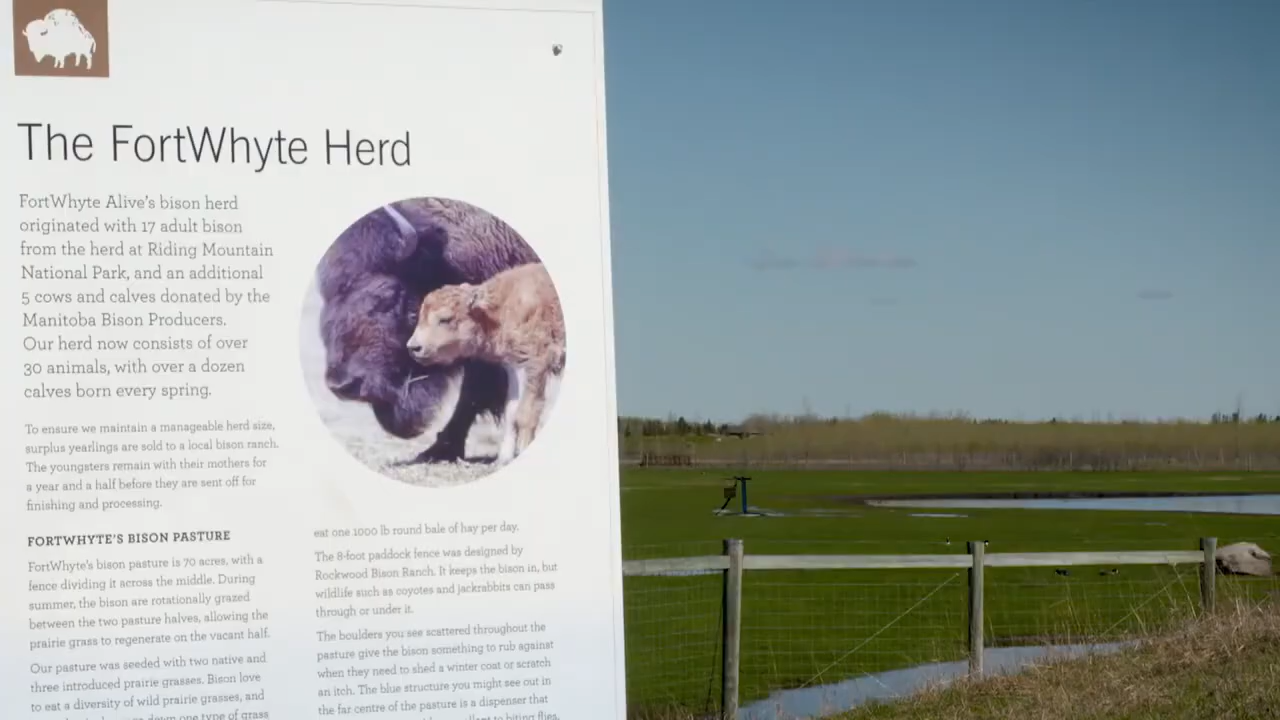 The FortWhyte Herd
FortWhyte Alive's bison herd
originated with 17 adult bison
from the herd at Riding Mountain
National Park, and an additional
5 cows and calves donated by the
Manitoba Bison Producers.
Our herd now consists of over
30 animals, with over a dozen
calves born every spring.
To ensure we maintain a manageable herd size,
surplus yearlings are sold to a local bison ranch.
The youngsters remain with their mothers for
a year and a half before they are sent off for
finishing and processing.
FORTWHYTE'S BISON PASTURE
FortWhyte's bison pasture is 70 acres, with a
fence dividing it across the middle. During
summer, the bison are rotationally grazed
between the two pasture halves, allowing the
prairie grass to regenerate on the vacant half.
Our pasture was seeded with two native and
three introduced prairie grasses. Bison love
to eat a diversity of wild prairie grasses, and
down one type of grass
eat one 1000 lb round bale of hay per day.
The 8-foot paddock fence was designed by
Rockwood Bison Ranch. It keeps the bison in, but
wildlife such as coyotes and jackrabbits can pass
through or under it.
The boulders you see scattered throughout the
pasture give the bison something to rub against
when they need to shed a winter coat or scratch
an itch. The blue structure you might see out in
the far centre of the pasture is a dispenser that
to biting flies,